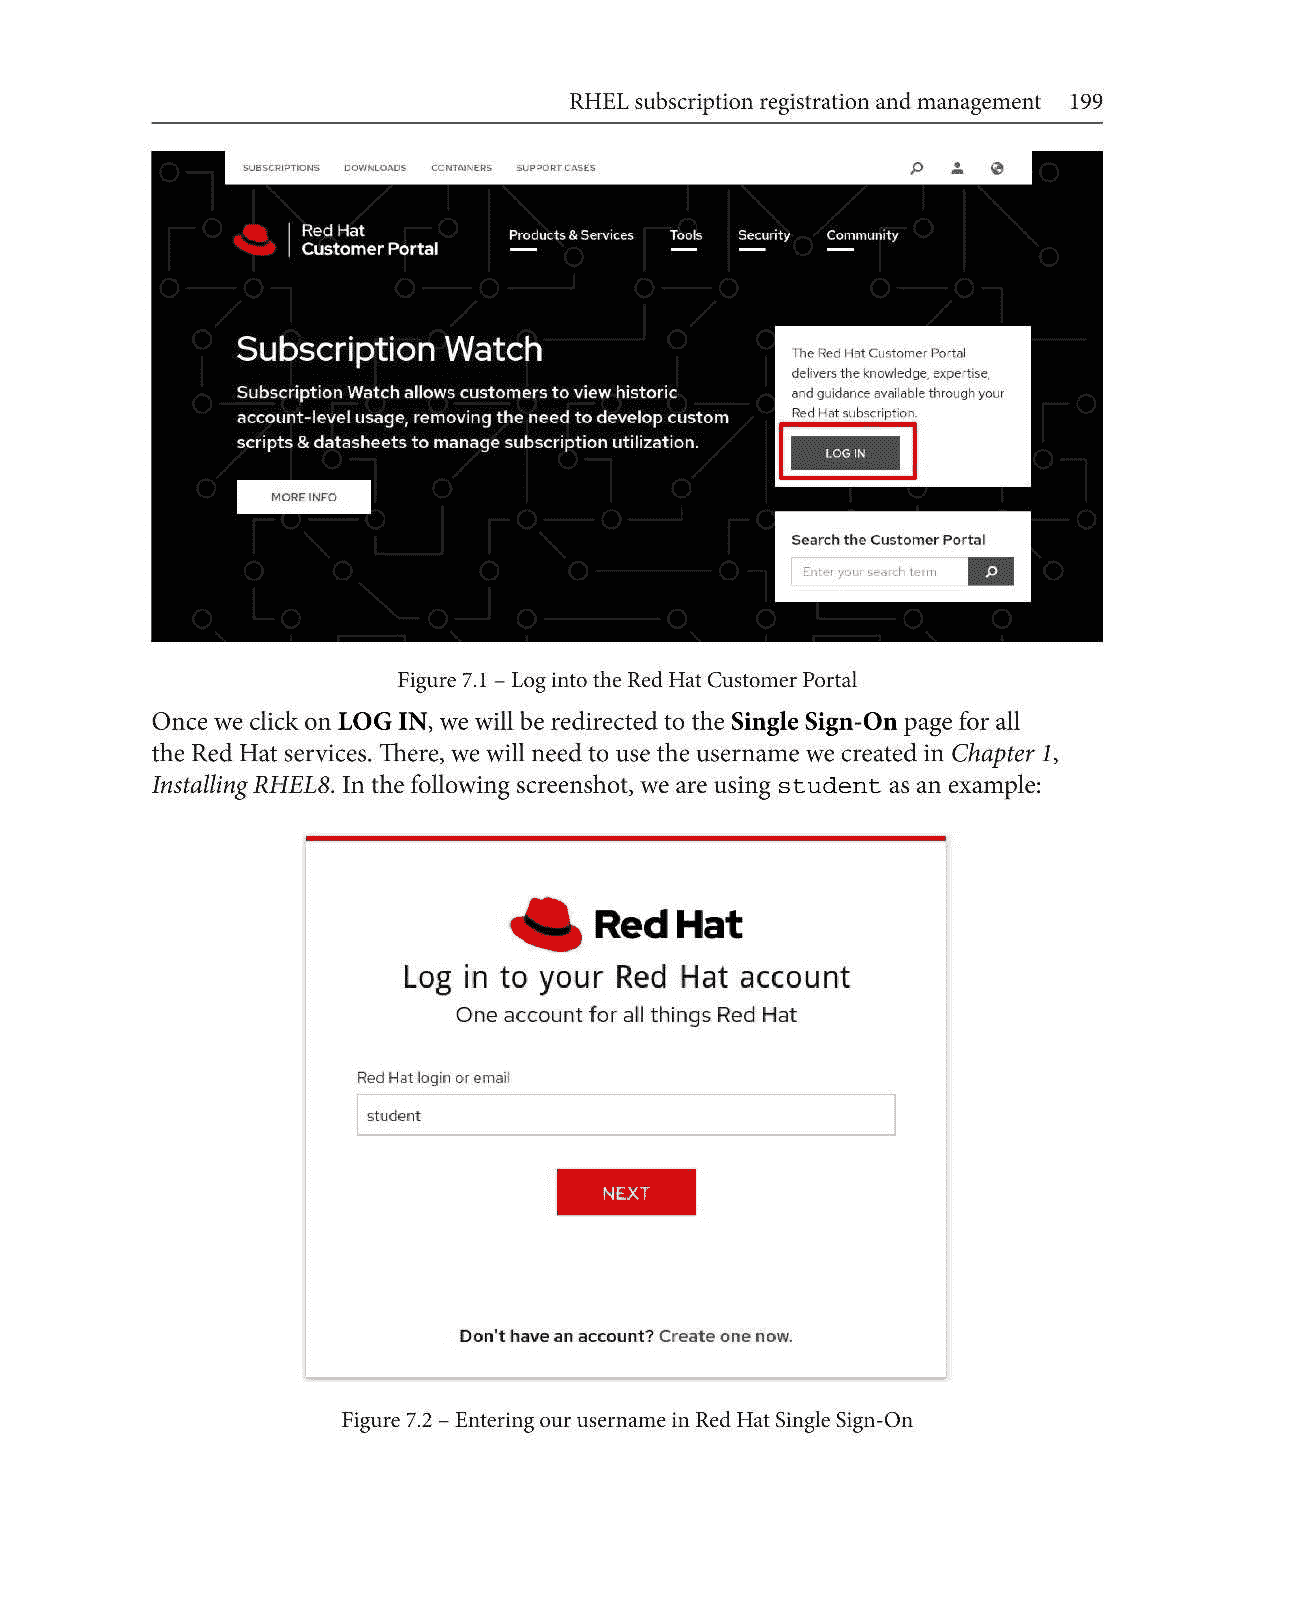 RHEL subscription registration and management 199
SUBSCRIPTIONS DOWNLOADS CONTAINERS SUPPORT CASES
Red Hat
Customer Portal
Products & Services Tools Security Community
Subscription Watch
Subscription Watch allows customers to view historic
account-level usage, removing the need to develop custom
scripts & datasheets to manage subscription utilization.
MORE INFO
The Red Hat Customer Portal
delivers the knowledge, expertise,
and guidance available through your
Red Hat subscription.
LOG IN
Search the Customer Portal
Enter your search term
Figure 7.1 – Log into the Red Hat Customer Portal
Once we click on LOG IN, we will be redirected to the Single Sign-On page for all
the Red Hat services. There, we will need to use the username we created in Chapter 1,
Installing RHEL8. In the following screenshot, we are using student as an example:
Red Hat
Log in to your Red Hat account
One account for all things Red Hat
Red Hat login or email
student
NEXT
Don't have an account? Create one now.
Figure 7.2 – Entering our username in Red Hat Single Sign-On